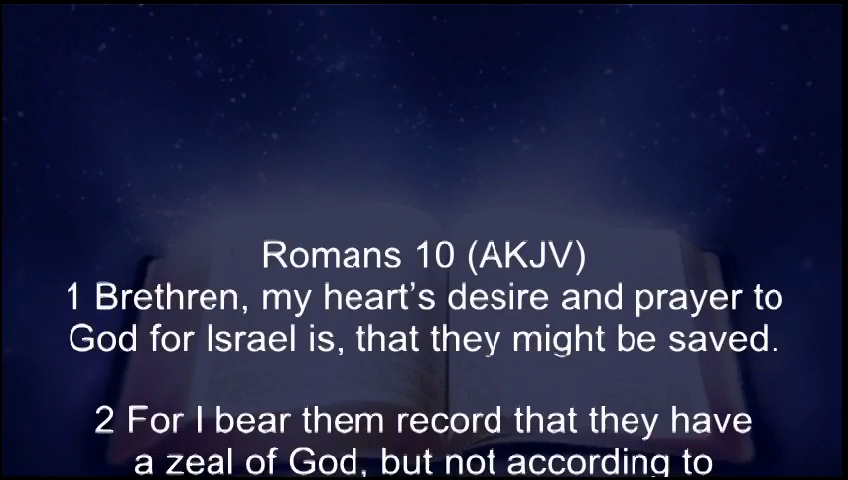 Romans 10 (AKJV)
1 Brethren, my heart’s desire and prayer to
God for Israel is, that they might be saved.
2 For I bear them record that they have
a zeal of God, but not according to